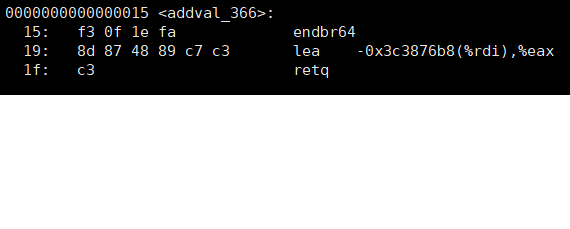 0000000000000015 <addval_366>:
  15:   f3 0f 1e fa             endbr64
  19:   8d 87 48 89 c7 c3       lea    -0x3c3876b8(%rdi),%eax
  1f:   c3                      retq